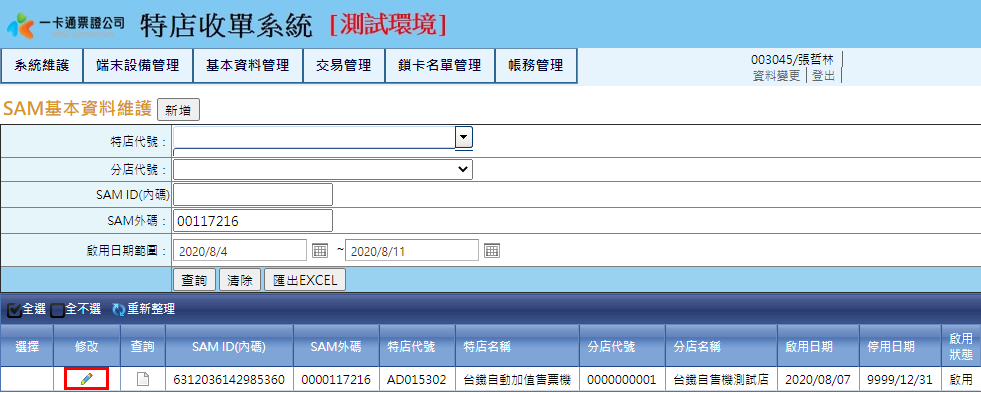 一卡通票證公司 特店收單系統 [測試環境]
系統維護 端末設備管理 基本資料管理 交易管理 鎖卡名單管理 帳務管理
003045/張哲林
資料變更 登出
SAM基本資料維護 新增
特店代號：
分店代號：
SAM ID(內碼)
SAM外碼： 00117216
啟用日期範圍： 2020/8/4 ~ 2020/8/11
查詢 清除 匯出EXCEL
全選 全不選 重新整理
選擇 修改 查詢 SAM ID(內碼) SAM外碼 特店代號 特店名稱 分店代號 分店名稱 啟用日期 停用日期 啟用狀態
6312036142985360 0000117216 AD015302 台鐵自動加值售票機 0000000001 台鐵自售機測試店 2020/08/07 9999/12/31 啟用